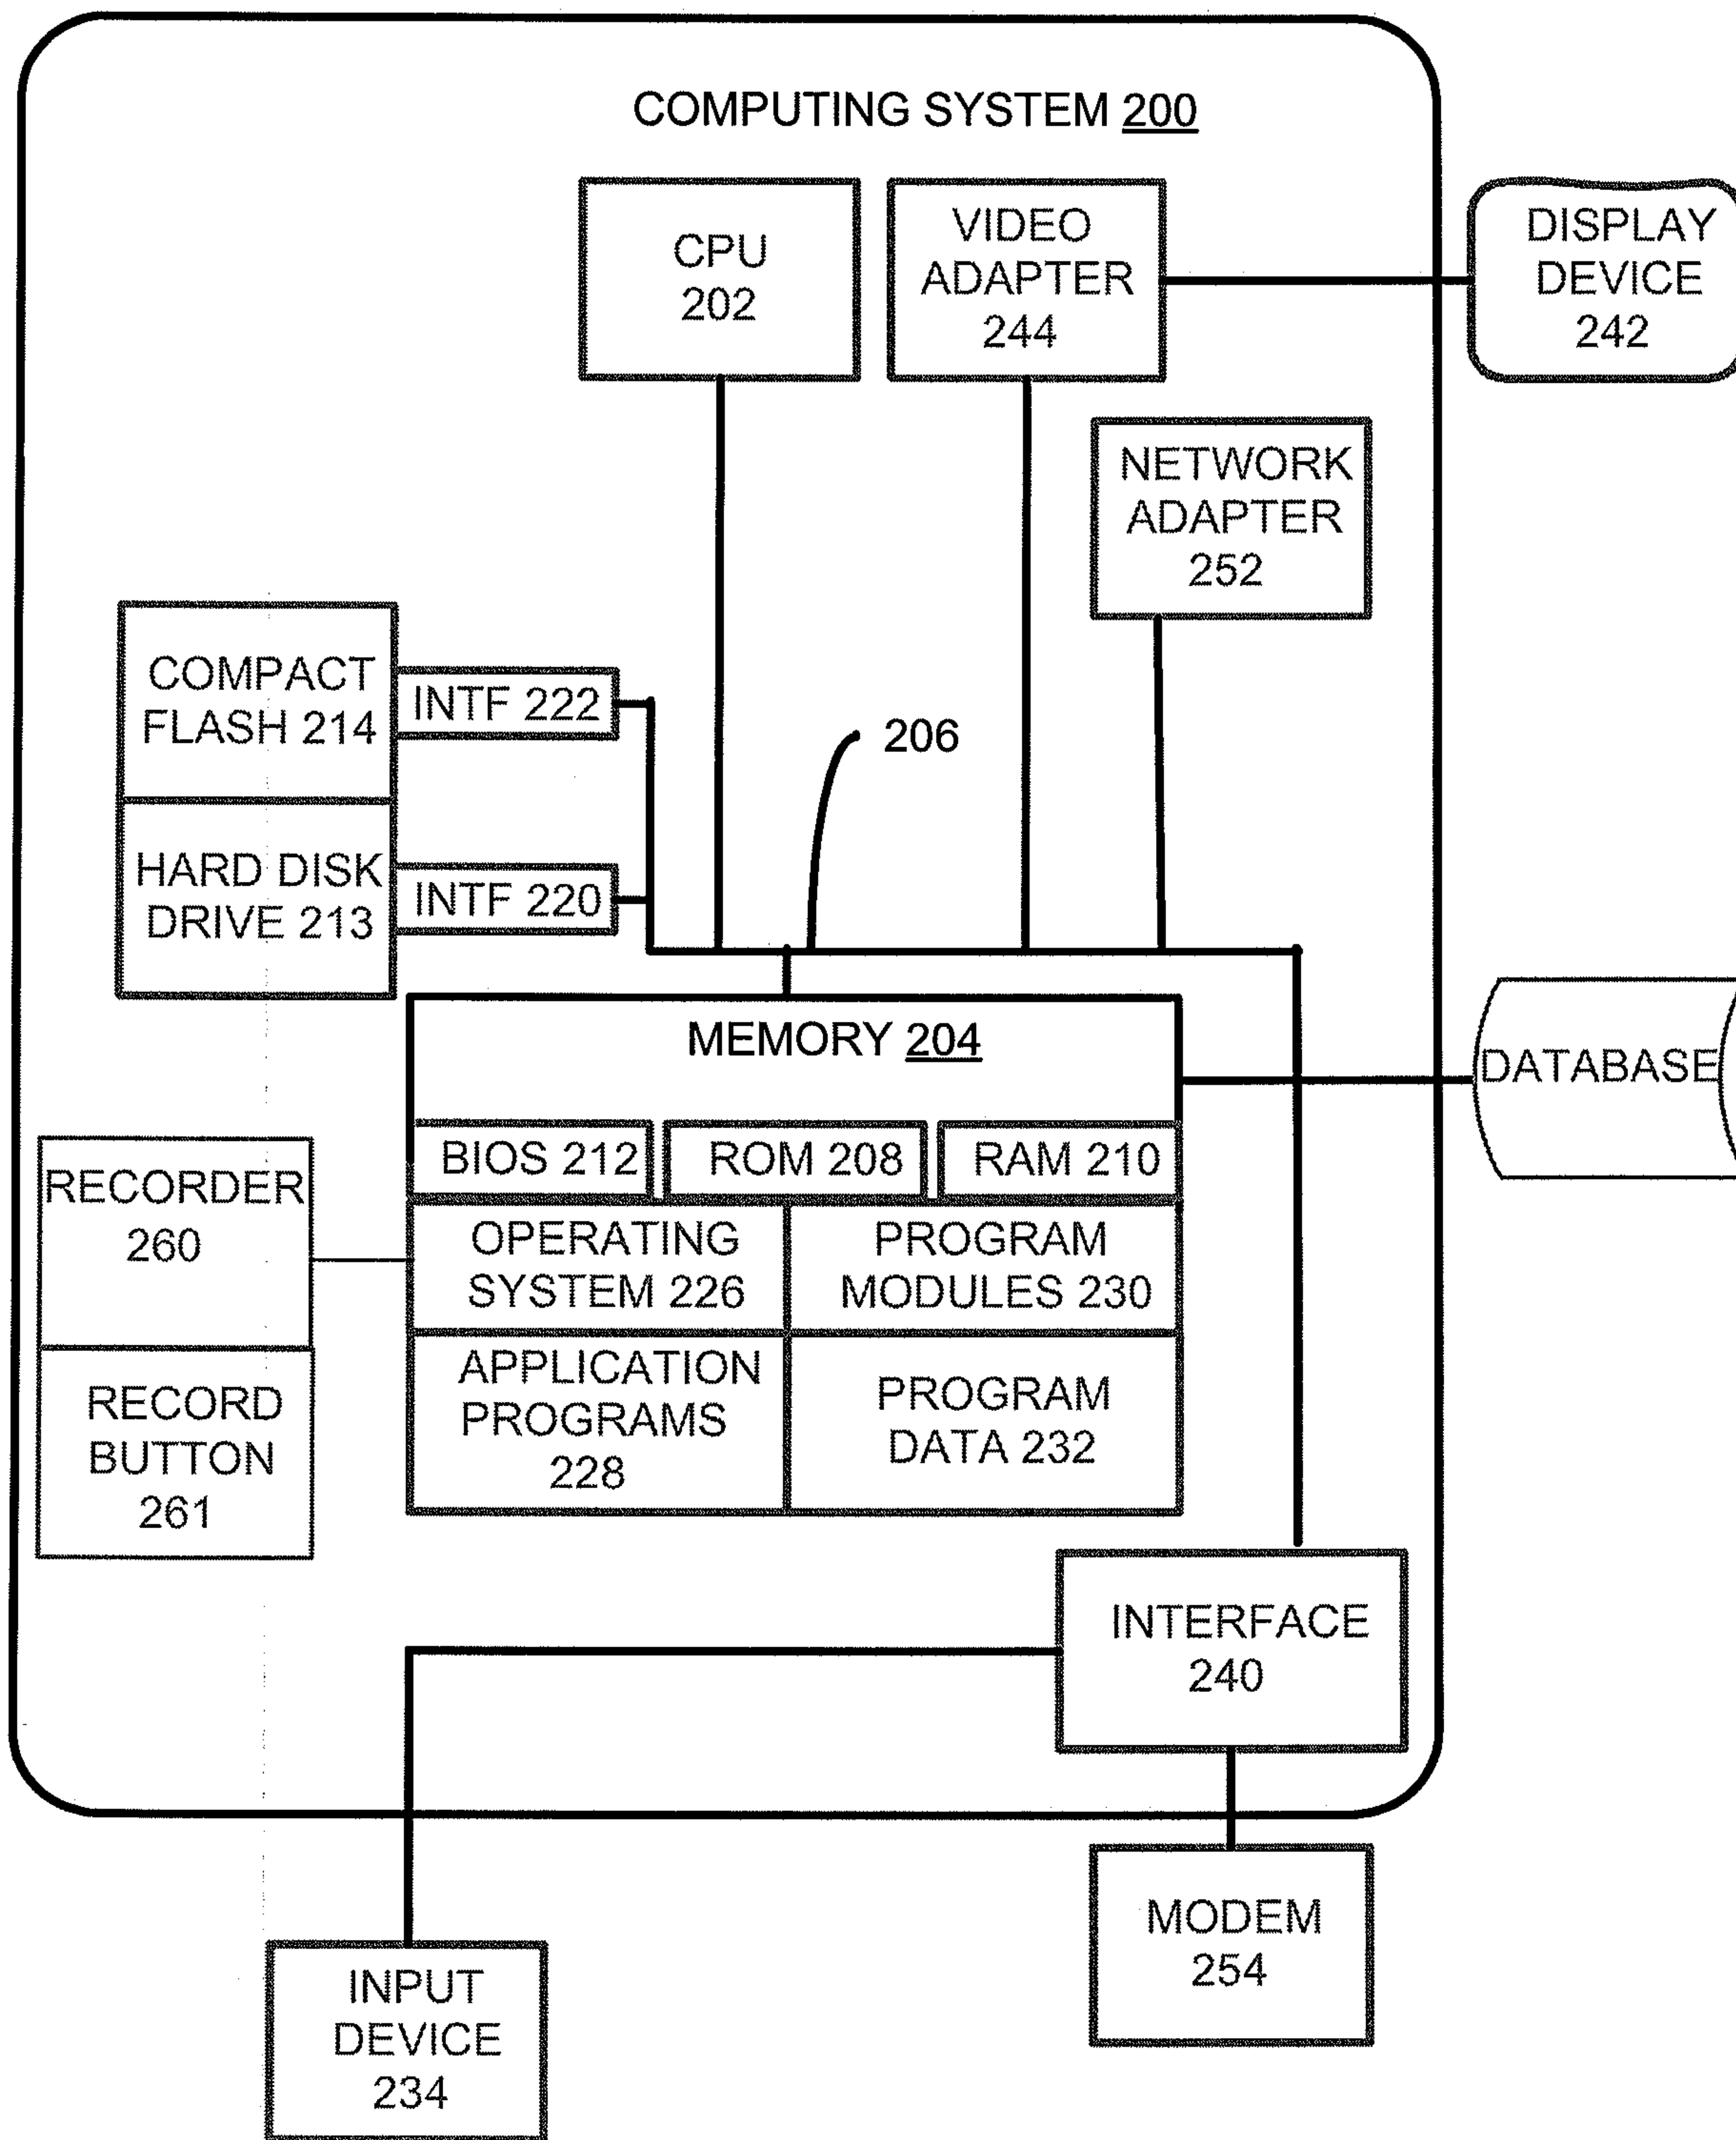 COMPUTING SYSTEM 200
CPU
202
VIDEO
ADAPTER
244
DISPLAY
DEVICE
242
NETWORK
ADAPTER
252
COMPACT
FLASH 214
INTF 222
206
HARD DISK
DRIVE 213
INTF 220
MEMORY 204
DATABASE
BIOS 212
ROM 208
RAM 210
RECORDER
260
OPERATING
SYSTEM 226
PROGRAM
MODULES 230
RECORD
BUTTON
261
APPLICATION
PROGRAMS
228
PROGRAM
DATA 232
INTERFACE
240
MODEM
254
INPUT
DEVICE
234